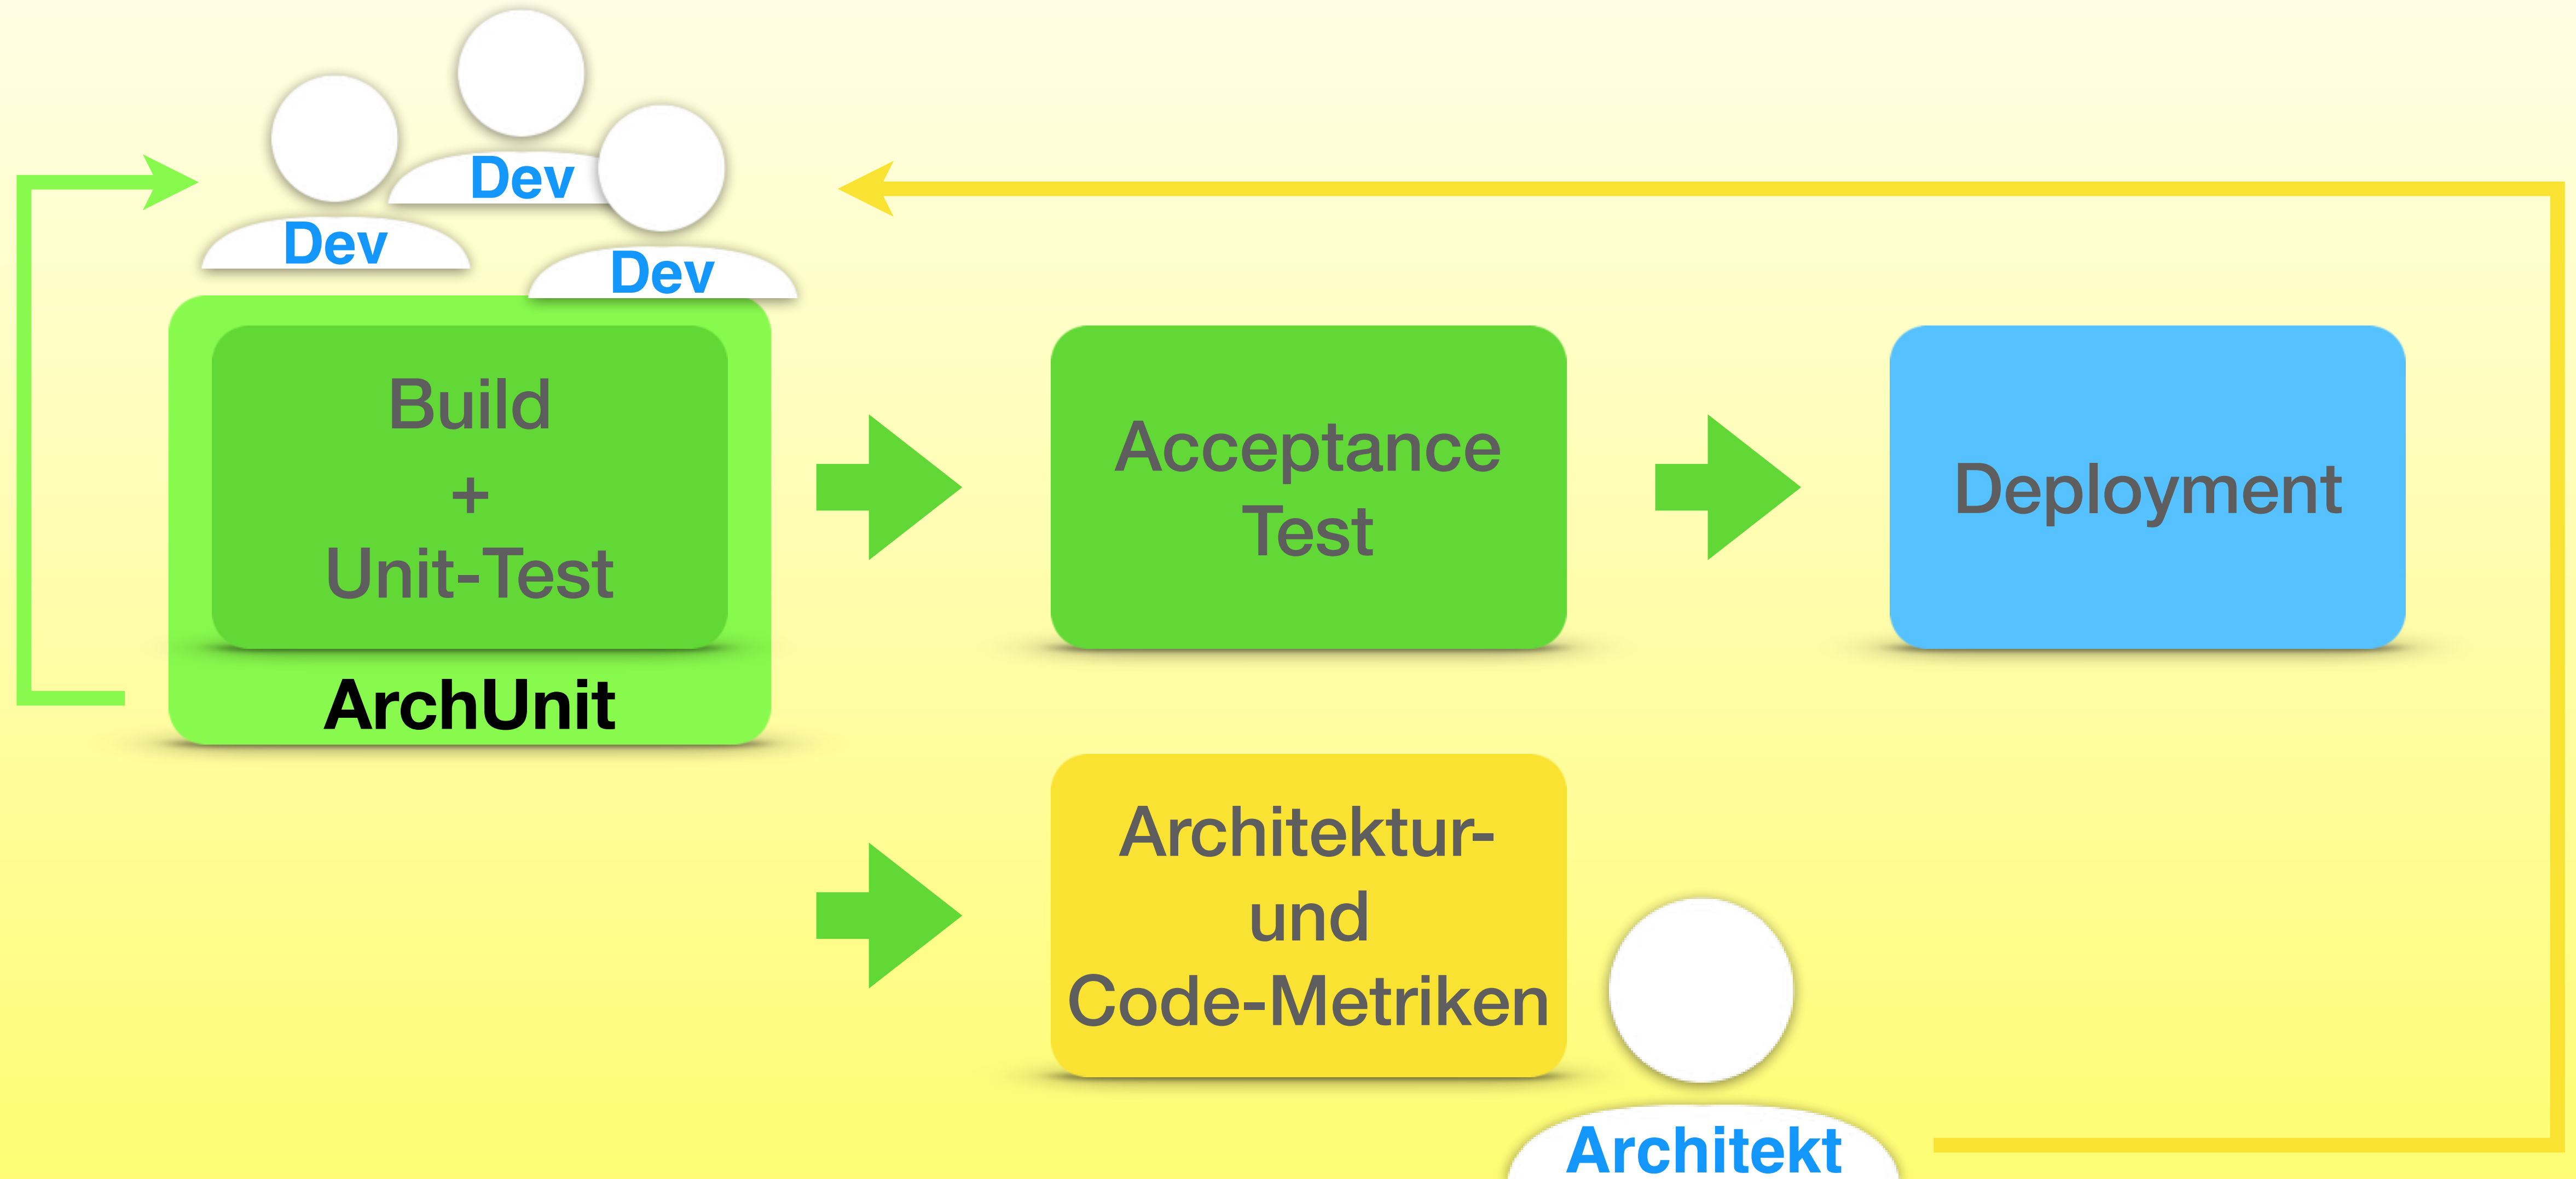 Dev
Dev
Dev
Build
+
Unit-Test
ArchUnit
Acceptance
Test
Deployment
Architektur-
und
Code-Metriken
Architekt